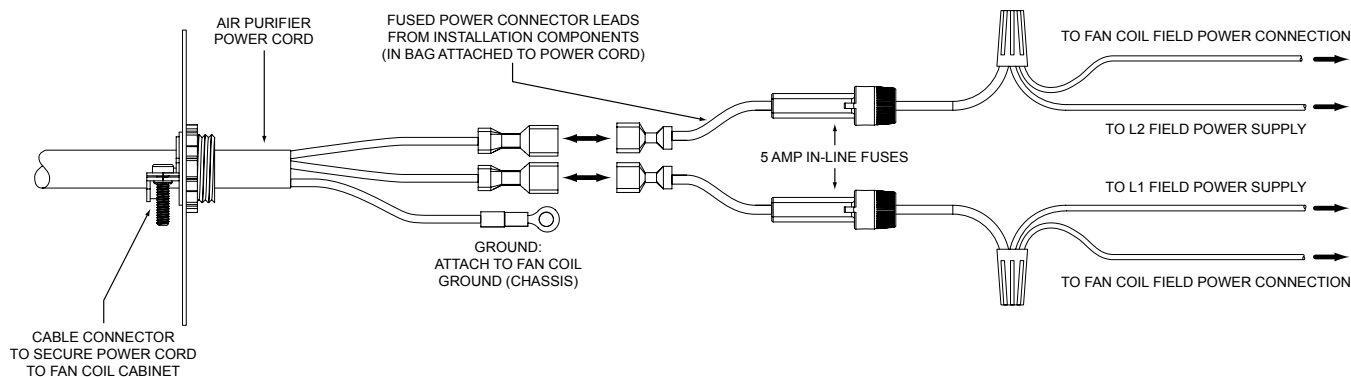 AIR PURIFIER
POWER CORD
FUSED POWER CONNECTOR LEADS
FROM INSTALLATION COMPONENTS
(IN BAG ATTACHED TO POWER CORD)
TO FAN COIL FIELD POWER CONNECTION
TO L2 FIELD POWER SUPPLY
5 AMP IN-LINE FUSES
TO L1 FIELD POWER SUPPLY
TO FAN COIL FIELD POWER CONNECTION
GROUND:
ATTACH TO FAN COIL
GROUND (CHASSIS)
CABLE CONNECTOR
TO SECURE POWER CORD
TO FAN COIL CABINET